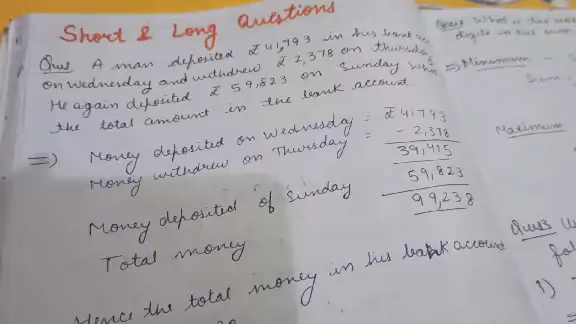 Short & Long Questions
Ques A man deposited ₹ 41,793 in his bank
on Wednesday and withdrew ₹ 2,378 on Thursday
He again deposited ₹ 59,823 on Sunday
the total amount in the bank account.
⇒) Money deposited on Wednesday = ₹ 41,793
Money withdrew on Thursday = - 2,378
39,415
Money deposited of Sunday 59,823
Total money 99,238
Hence the total money in his bank account
digits
⇒) Minimum -
Maximum
Ques3
1)